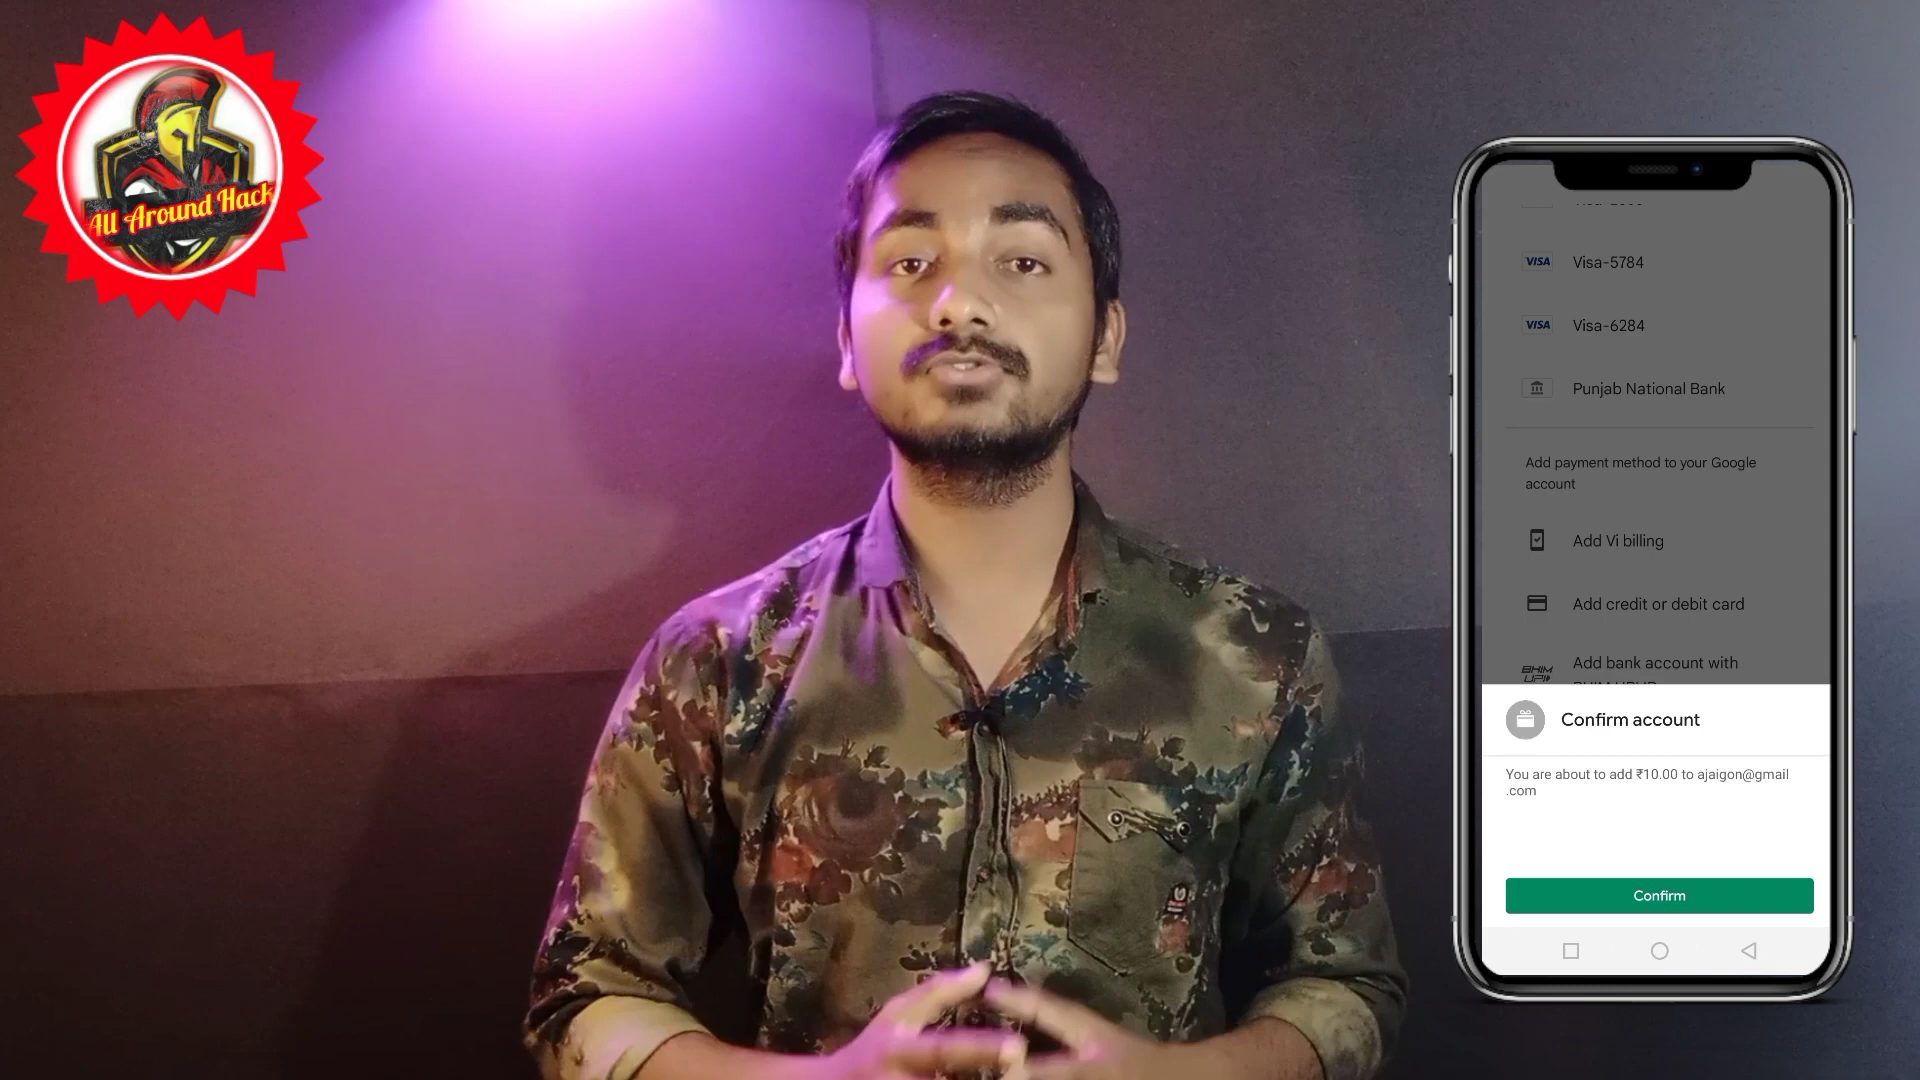 All Around Hack
VISA Visa-5784
VISA Visa-6284
Punjab National Bank
Add payment method to your Google
account
Add Vi billing
Add credit or debit card
Add bank account with
BHIM UPI
Confirm account
You are about to add ₹10.00 to ajaigon@gmail
.com
Confirm